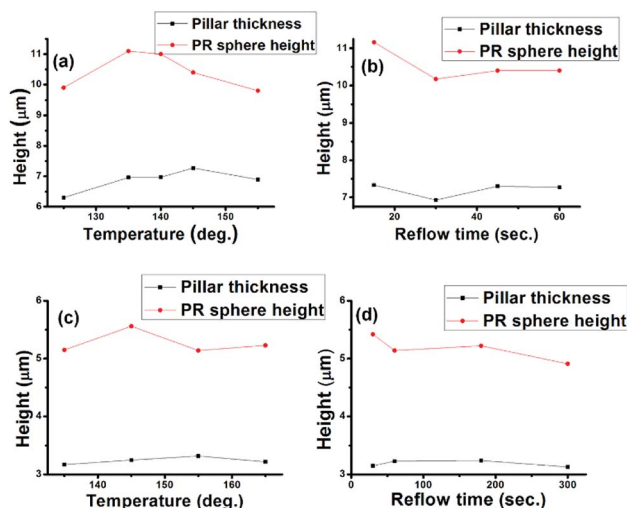 Pillar thickness
PR sphere height
(a)
11
10
9
8
7
6
Height (μm)
130 140 150
Temperature (deg.)
Pillar thickness
PR sphere height
(b)
11
10
9
8
7
Height (μm)
20 40 60
Reflow time (sec.)
Pillar thickness
PR sphere height
(c)
6
5
4
3
Height (μm)
140 150 160
Temperature (deg.)
Pillar thickness
PR sphere height
(d)
6
5
4
3
Height (μm)
0 100 200 300
Reflow time (sec.)